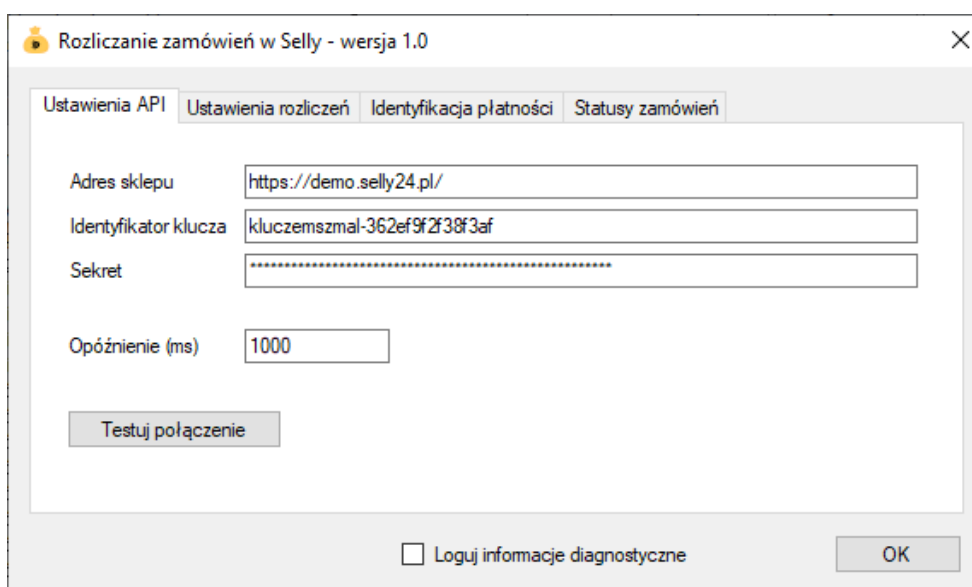 Rozliczanie zamówień w Selly - wersja 1.0
Ustawienia API Ustawienia rozliczeń Identyfikacja płatności Statusy zamówień
Adres sklepu https://demo.selly24.pl/
Identyfikator klucza kluczemszmal-362ef9f2f38f3af
Sekret *****************************************************
Opóźnienie (ms) 1000
Testuj połączenie
Loguj informacje diagnostyczne OK